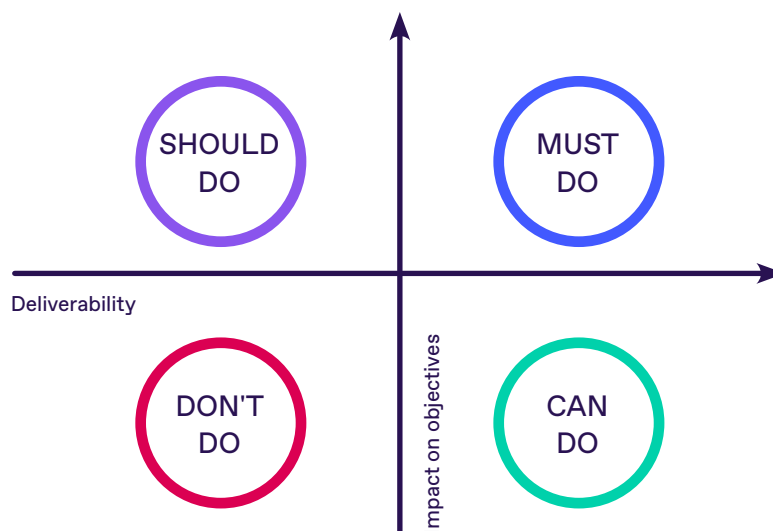 SHOULD
DO
MUST
DO
Deliverability
DON'T
DO
mpact on objectives
CAN
DO